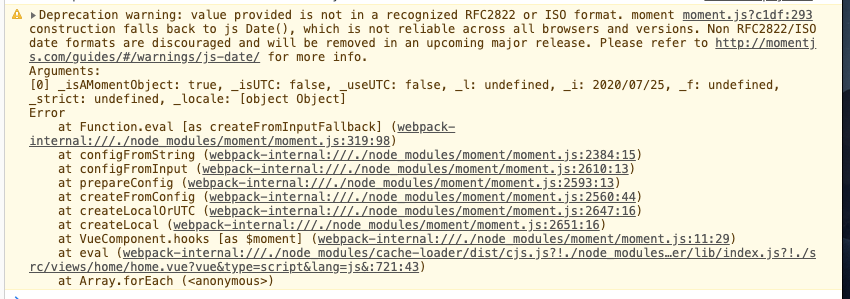 ▸Deprecation warning: value provided is not in a recognized RFC2822 or ISO format. moment moment.js?c1df:293
construction falls back to js Date(), which is not reliable across all browsers and versions. Non RFC2822/ISO
date formats are discouraged and will be removed in an upcoming major release. Please refer to http://momentj
s.com/guides/#/warnings/js-date/ for more info.
Arguments:
[0] _isAMomentObject: true, _isUTC: false, _useUTC: false, _l: undefined, _i: 2020/07/25, _f: undefined,
_strict: undefined, _locale: [object Object]
Error
at Function.eval [as createFromInputFallback] (webpack-
internal:///./node_modules/moment/moment.js:319:98)
at configFromString (webpack-internal:///./node_modules/moment/moment.js:2384:15)
at configFromInput (webpack-internal:///./node_modules/moment/moment.js:2610:13)
at prepareConfig (webpack-internal:///./node_modules/moment/moment.js:2593:13)
at createFromConfig (webpack-internal:///./node_modules/moment/moment.js:2560:44)
at createLocalOrUTC (webpack-internal:///./node_modules/moment/moment.js:2647:16)
at createLocal (webpack-internal:///./node_modules/moment/moment.js:2651:16)
at VueComponent.hooks [as $moment] (webpack-internal:///./node_modules/moment/moment.js:11:29)
at eval (webpack-internal:///./node_modules/cache-loader/dist/cjs.js?!./node_modules…er/lib/index.js?!./s
rc/views/home/home.vue?vue&type=script&lang=js&:721:43)
at Array.forEach (<anonymous>)